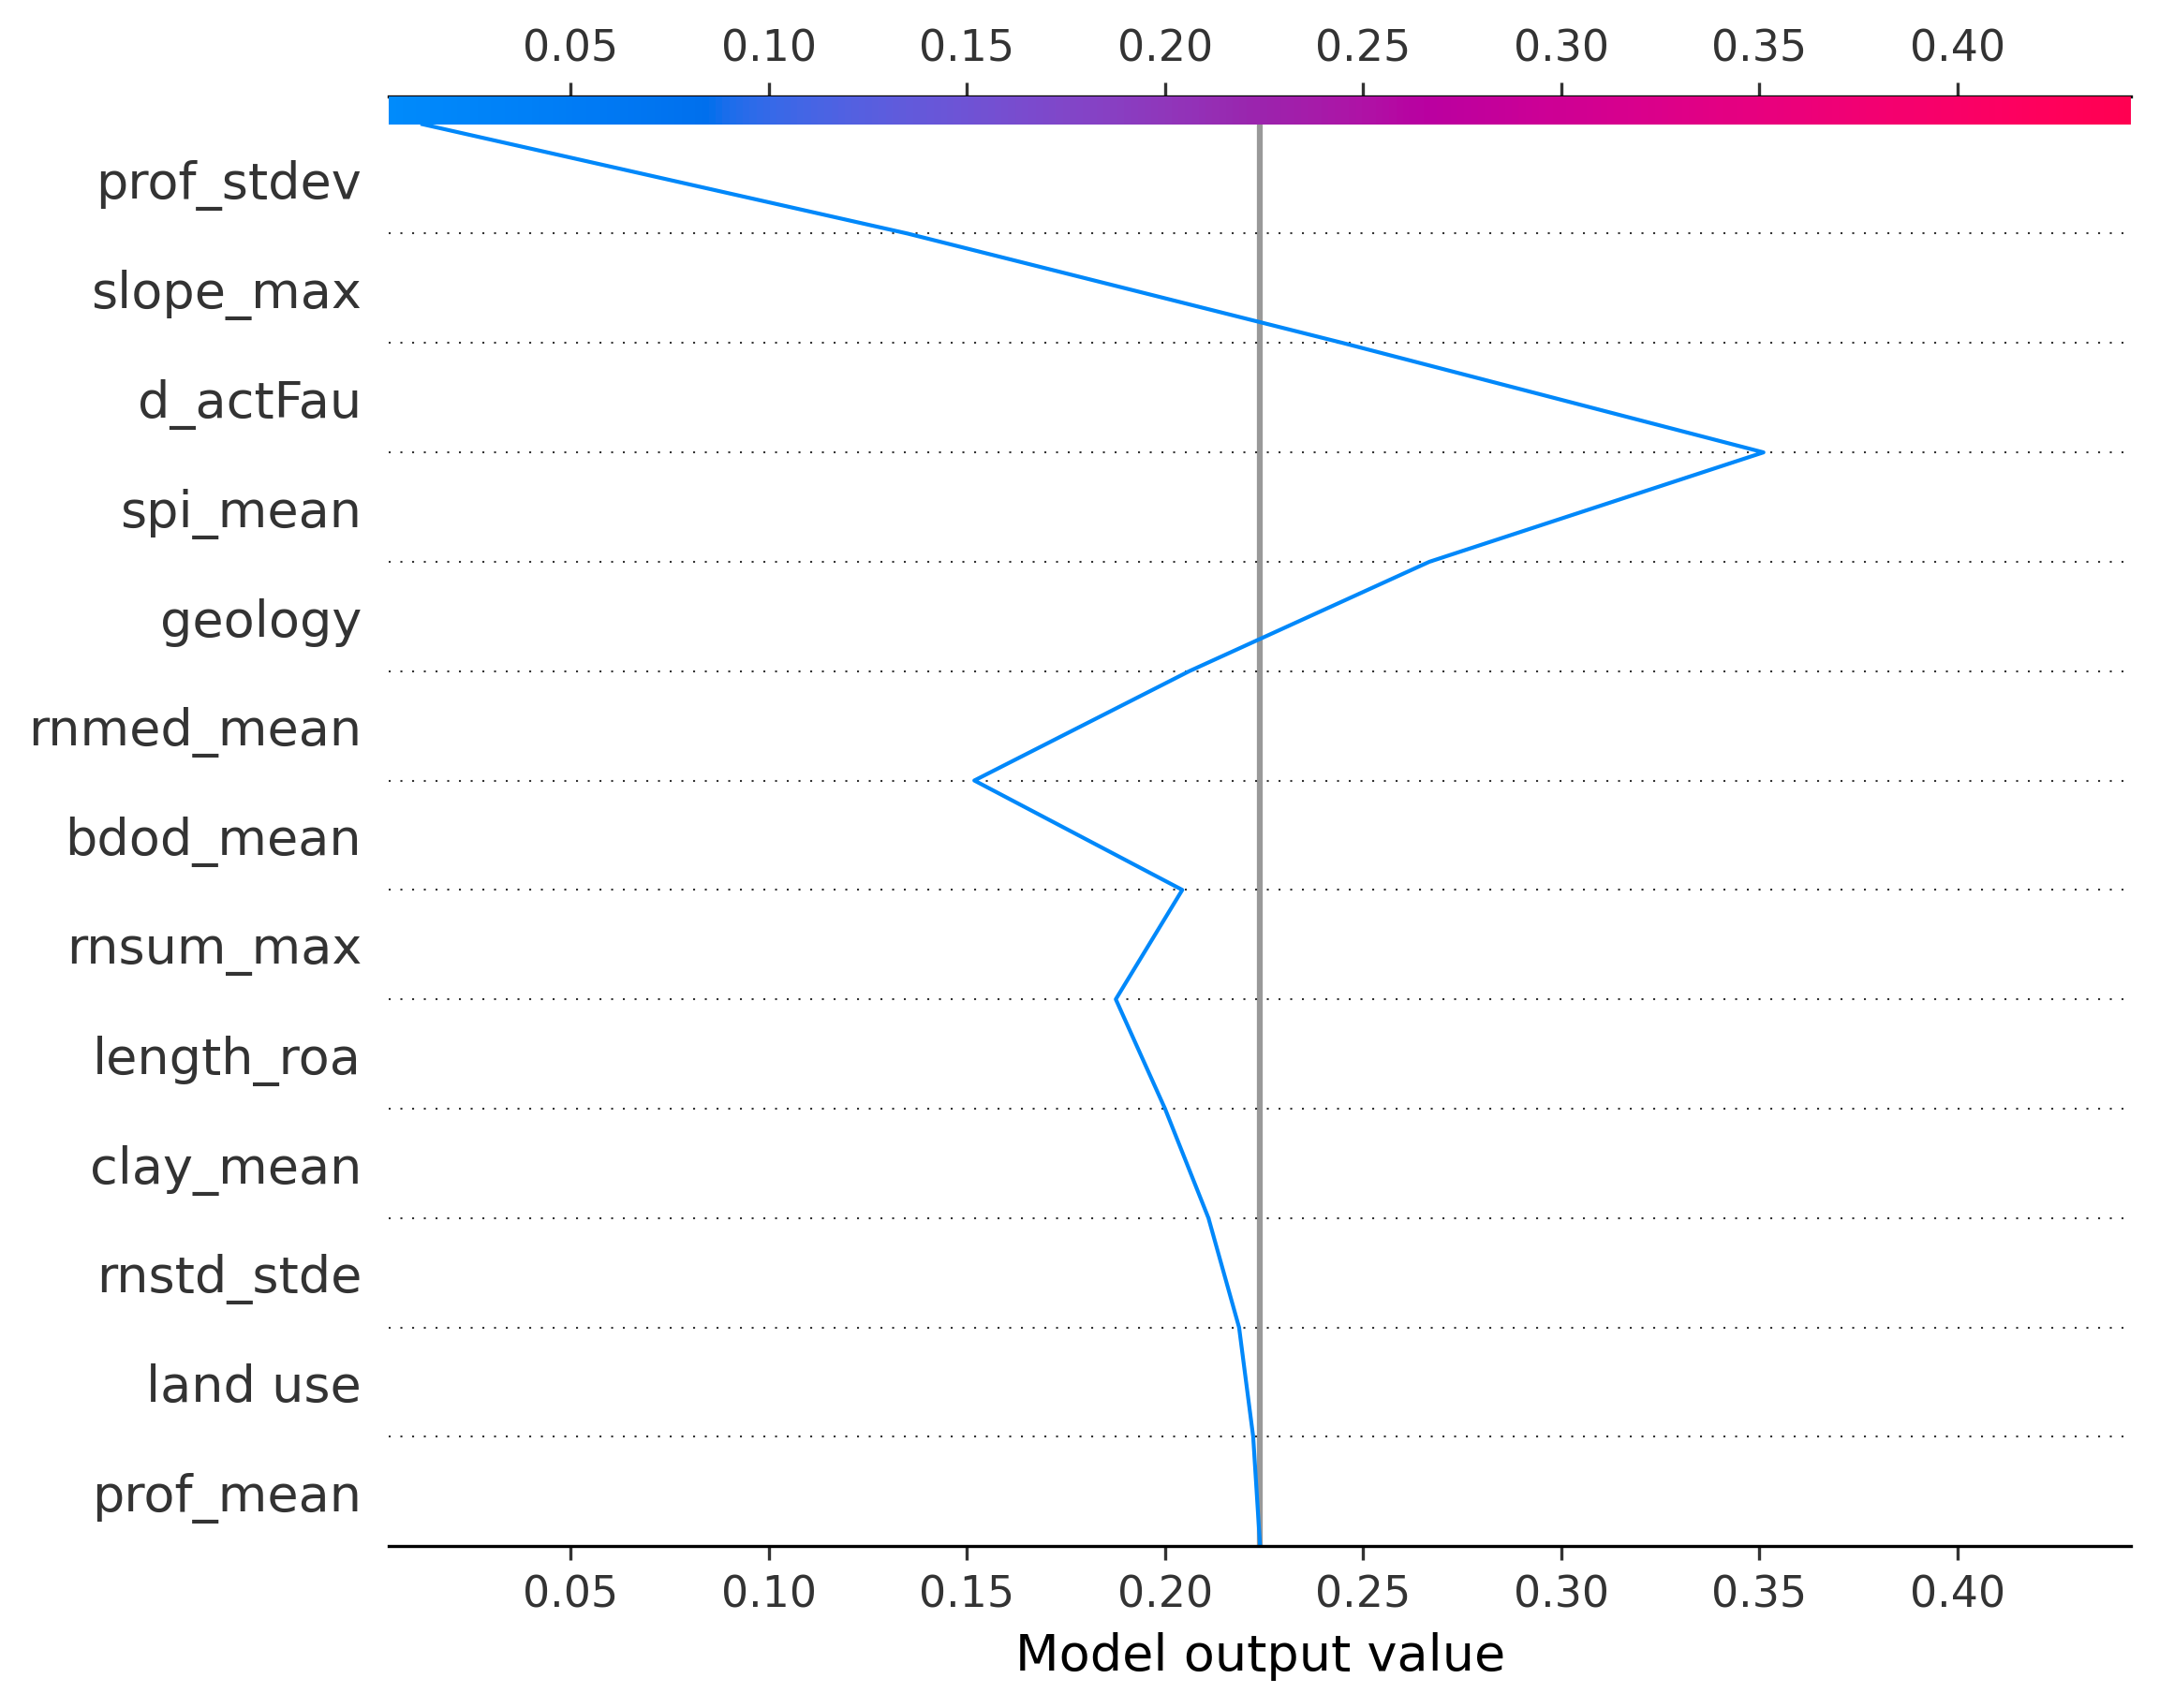 0.05 0.10 0.15 0.20 0.25 0.30 0.35 0.40
prof_stdev
slope_max
d_actFau
spi_mean
geology
rnmed_mean
bdod_mean
rnsum_max
length_roa
clay_mean
rnstd_stde
land use
prof_mean
0.05 0.10 0.15 0.20 0.25 0.30 0.35 0.40
Model output value